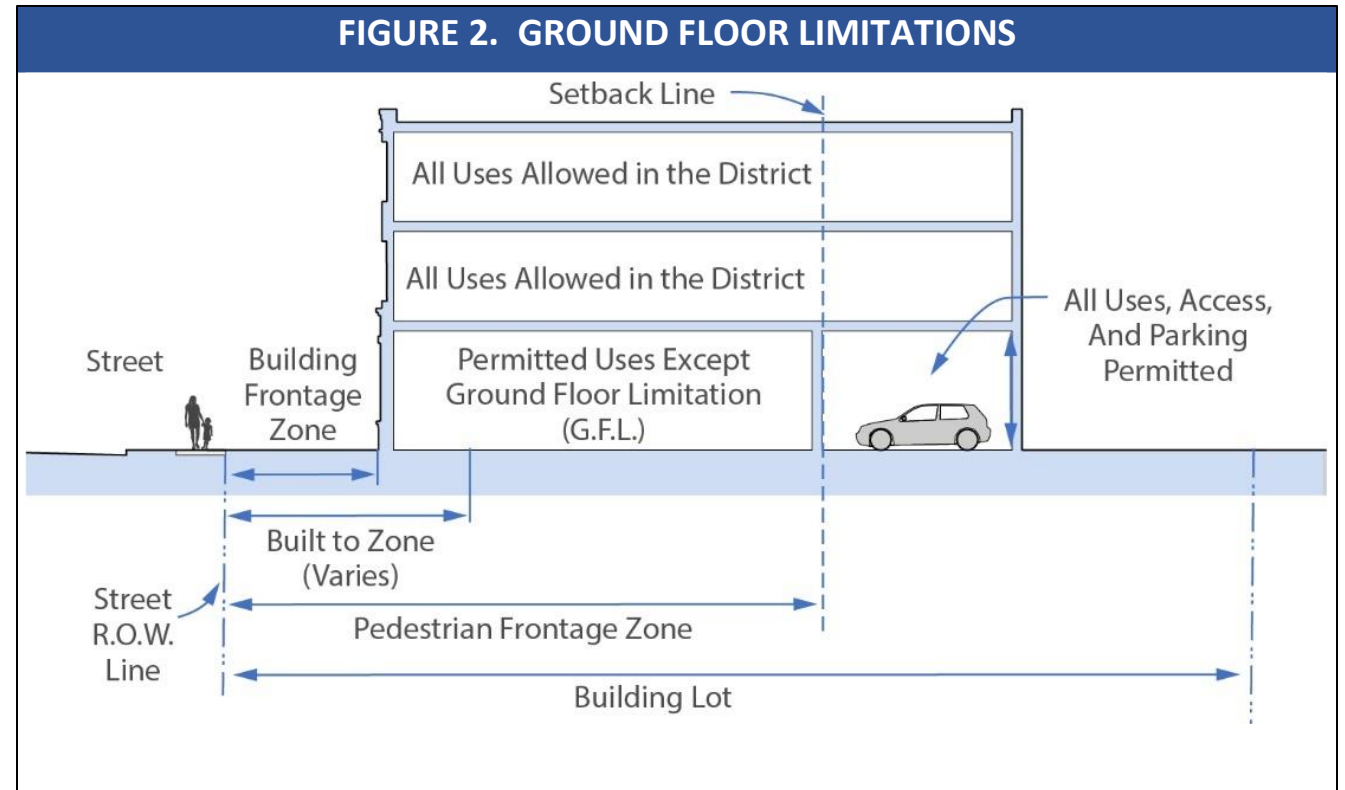 FIGURE 2. GROUND FLOOR LIMITATIONS
Setback Line
All Uses Allowed in the District
All Uses Allowed in the District
All Uses, Access,
And Parking
Permitted
Street
Building
Frontage
Zone
Permitted Uses Except
Ground Floor Limitation
(G.F.L.)
Built to Zone
(Varies)
Street
R.O.W.
Line
Pedestrian Frontage Zone
Building Lot